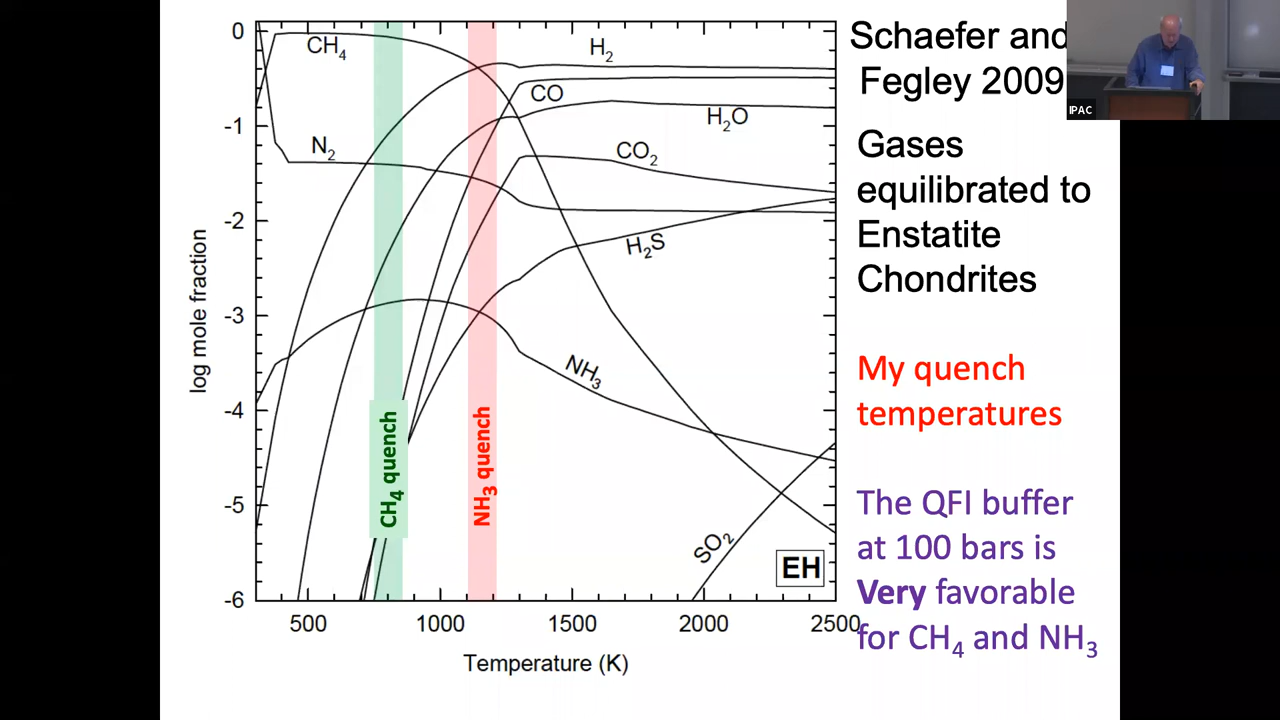 Schaefer and
Fegley 2009
IPAC
Gases
equilibrated to
Enstatite
Chondrites
My quench
temperatures
The QFI buffer
at 100 bars is
Very favorable
for CH₄ and NH₃
log mole fraction
0
-1
-2
-3
-4
-5
-6
CH₄
H₂
CO
H₂O
N₂
CO₂
H₂S
NH₃
SO₂
CH₄ quench
NH₃ quench
EH
500
1000
1500
2000
2500
Temperature (K)